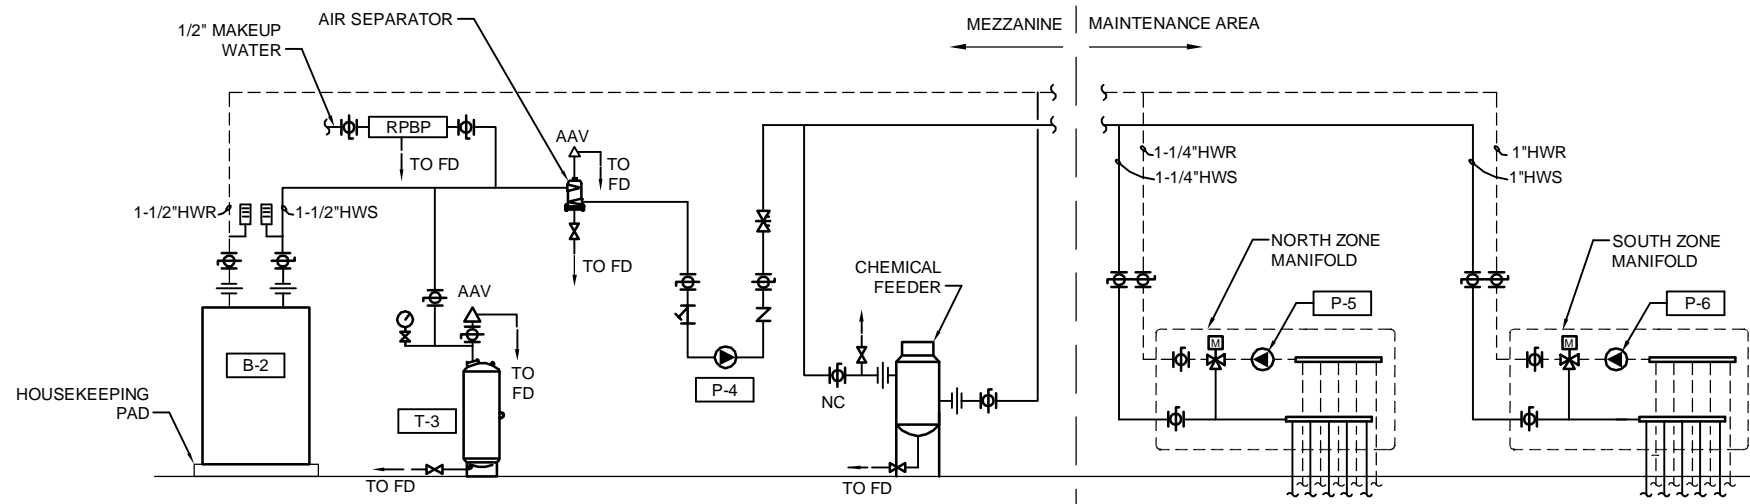 AIR SEPARATOR
1/2" MAKEUP
WATER
MEZZANINE
MAINTENANCE AREA
RPBP
AAV
TO FD
TO
FD
1-1/4"HWR
1-1/4"HWS
1"HWR
1"HWS
1-1/2"HWR
1-1/2"HWS
TO FD
NORTH ZONE
MANIFOLD
SOUTH ZONE
MANIFOLD
CHEMICAL
FEEDER
AAV
P-5
P-6
M
M
B-2
TO
FD
P-4
NC
HOUSEKEEPING
PAD
T-3
TO FD
TO FD